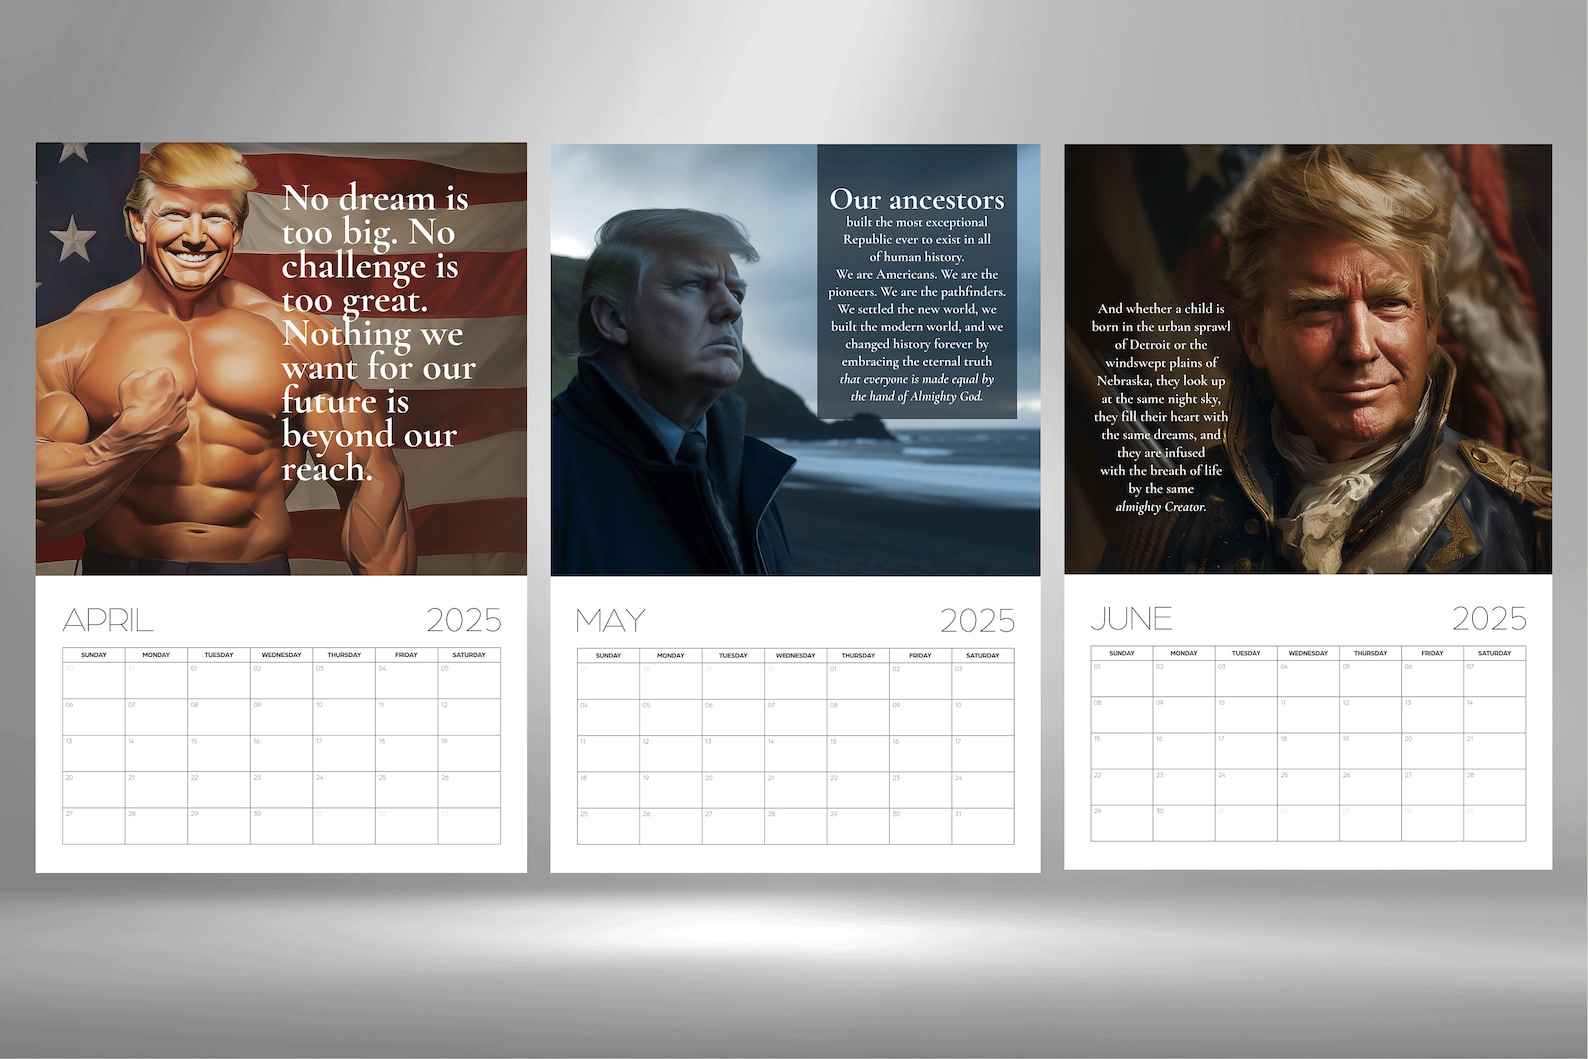 No dream is
too big. No
challenge is
too great.
Nothing we
want for our
future is
beyond our
reach.
APRIL 2025
SUNDAY MONDAY TUESDAY WEDNESDAY THURSDAY FRIDAY SATURDAY
30 31 01 02 03 04 05
06 07 08 09 10 11 12
13 14 15 16 17 18 19
20 21 22 23 24 25 26
27 28 29 30 01 02 03
Our ancestors
built the most exceptional
Republic ever to exist in all
of human history.
We are Americans. We are the
pioneers. We are the pathfinders.
We settled the new world, we
built the modern world, and we
changed history forever by
embracing the eternal truth
that everyone is made equal by
the hand of Almighty God.
MAY 2025
SUNDAY MONDAY TUESDAY WEDNESDAY THURSDAY FRIDAY SATURDAY
27 28 29 30 01 02 03
04 05 06 07 08 09 10
11 12 13 14 15 16 17
18 19 20 21 22 23 24
25 26 27 28 29 30 31
And whether a child is
born in the urban sprawl
of Detroit or the
windswept plains of
Nebraska, they look up
at the same night sky,
they fill their heart with
the same dreams, and
they are infused
with the breath of life
by the same
almighty Creator.
JUNE 2025
SUNDAY MONDAY TUESDAY WEDNESDAY THURSDAY FRIDAY SATURDAY
01 02 03 04 05 06 07
08 09 10 11 12 13 14
15 16 17 18 19 20 21
22 23 24 25 26 27 28
29 30 01 02 03 04 05